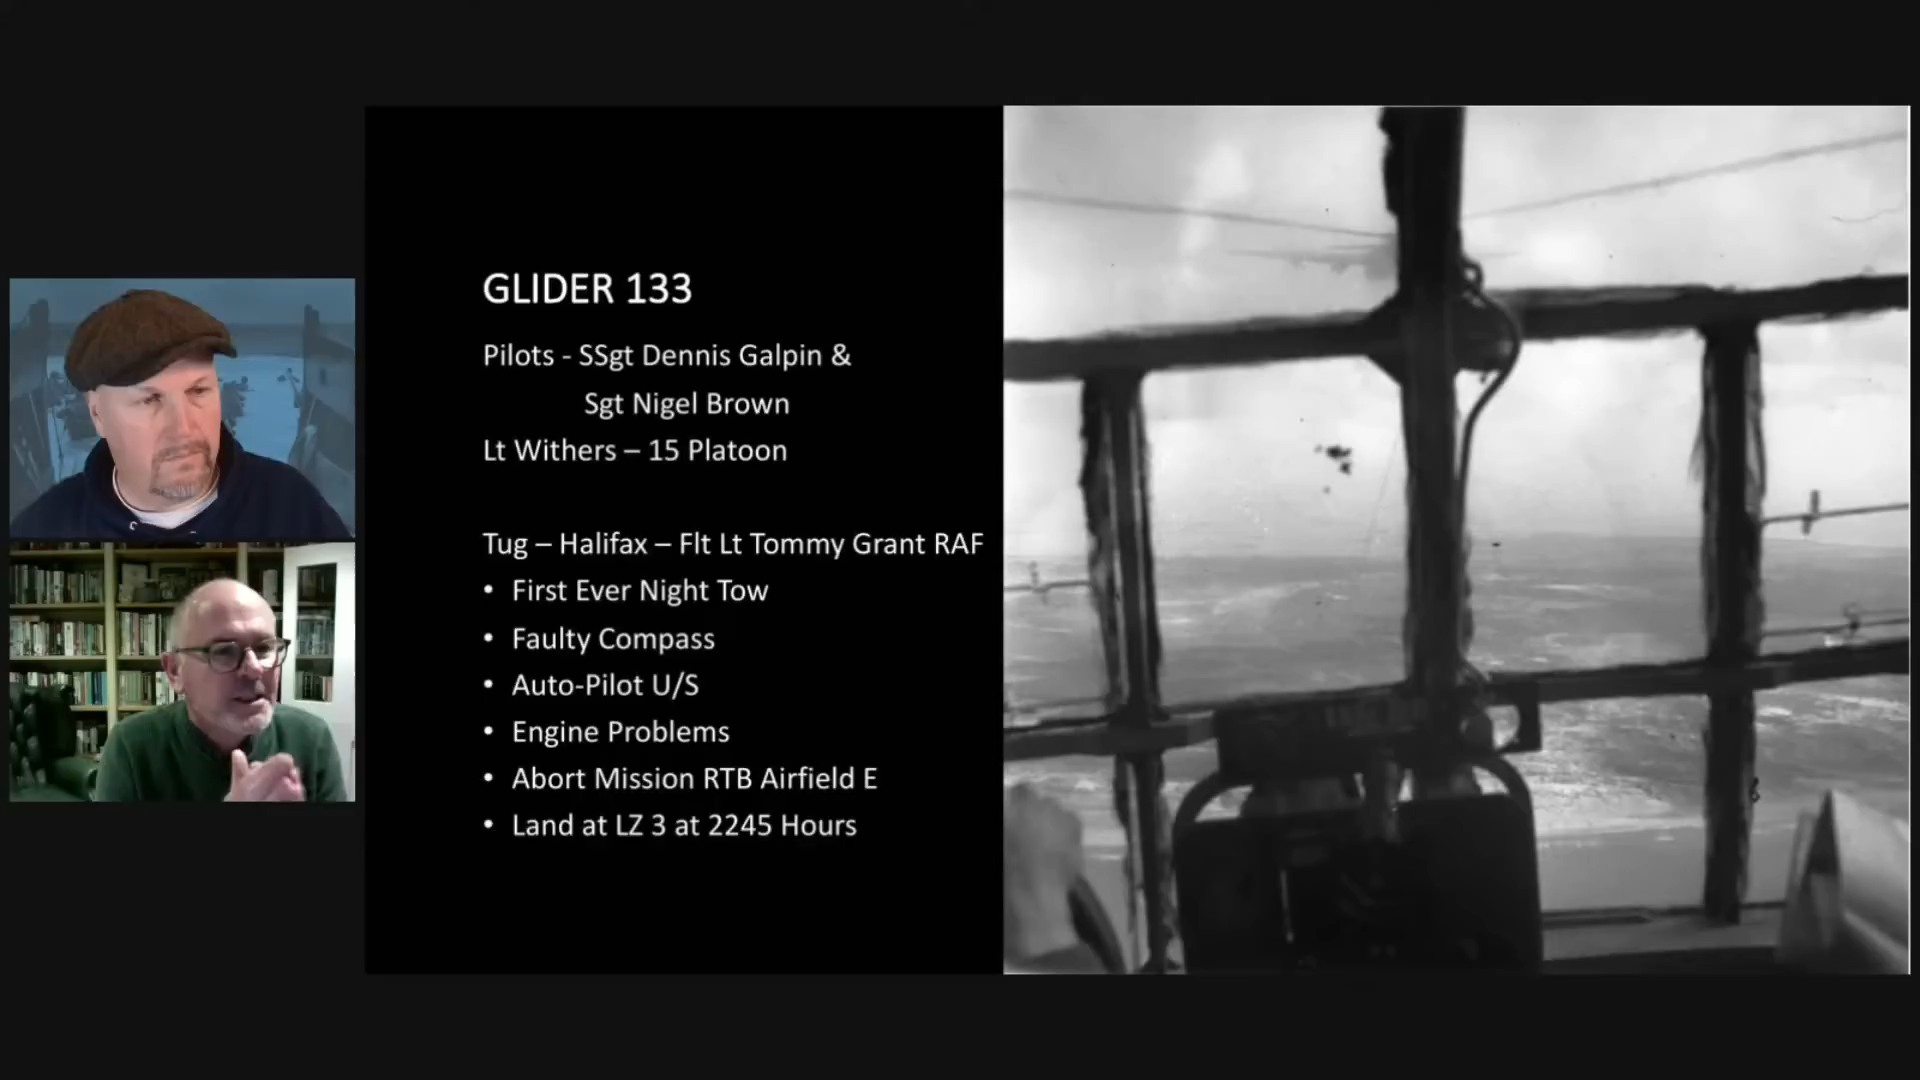 GLIDER 133
Pilots - SSgt Dennis Galpin &
Sgt Nigel Brown
Lt Withers – 15 Platoon
Tug – Halifax – Flt Lt Tommy Grant RAF
• First Ever Night Tow
• Faulty Compass
• Auto-Pilot U/S
• Engine Problems
• Abort Mission RTB Airfield E
• Land at LZ 3 at 2245 Hours